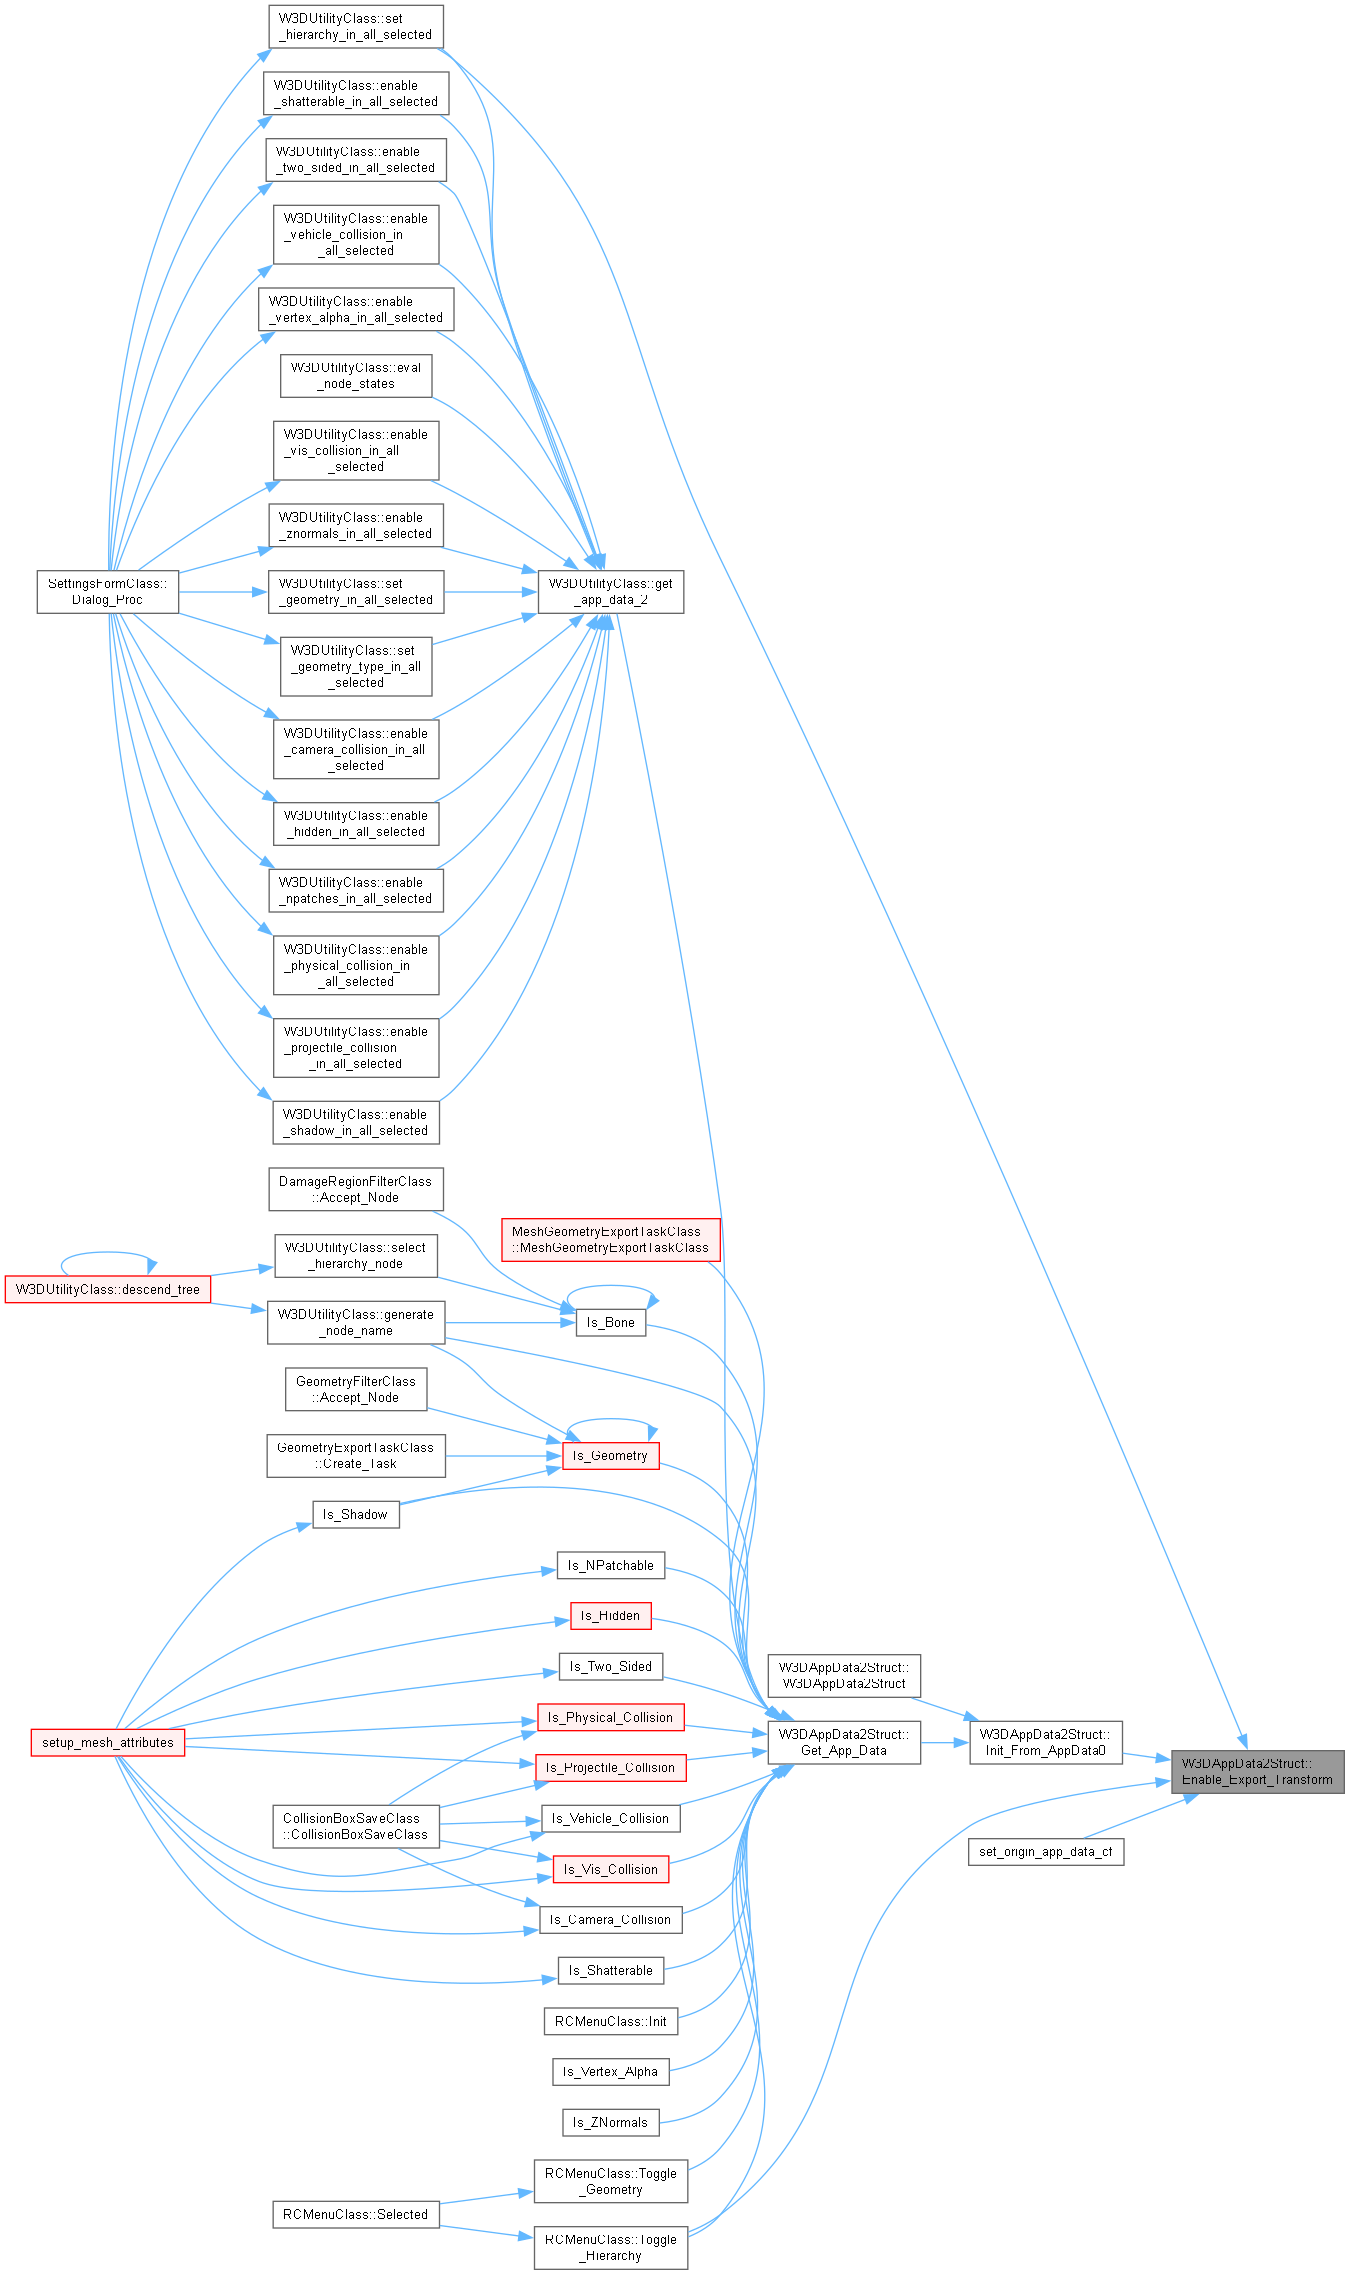 W3DUtilityClass::set
_hierarchy_in_all_selected
W3DUtilityClass::enable
_shatterable_in_all_selected
W3DUtilityClass::enable
_two_sided_in_all_selected
W3DUtilityClass::enable
_vehicle_collision_in
_all_selected
W3DUtilityClass::enable
_vertex_alpha_in_all_selected
W3DUtilityClass::eval
_node_states
W3DUtilityClass::enable
_vis_collision_in_all
_selected
W3DUtilityClass::enable
_znormals_in_all_selected
SettingsFormClass::
Dialog_Proc
W3DUtilityClass::set
_geometry_in_all_selected
W3DUtilityClass::get
_app_data_2
W3DUtilityClass::set
_geometry_type_in_all
_selected
W3DUtilityClass::enable
_camera_collision_in_all
_selected
W3DUtilityClass::enable
_hidden_in_all_selected
W3DUtilityClass::enable
_npatches_in_all_selected
W3DUtilityClass::enable
_physical_collision_in
_all_selected
W3DUtilityClass::enable
_projectile_collision
_in_all_selected
W3DUtilityClass::enable
_shadow_in_all_selected
DamageRegionFilterClass
::Accept_Node
MeshGeometryExportTaskClass
::MeshGeometryExportTaskClass
W3DUtilityClass::select
_hierarchy_node
W3DUtilityClass::descend_tree
W3DUtilityClass::generate
_node_name
Is_Bone
GeometryFilterClass
::Accept_Node
GeometryExportTaskClass
::Create_Task
Is_Geometry
Is_Shadow
Is_NPatchable
Is_Hidden
Is_Two_Sided
W3DAppData2Struct::
W3DAppData2Struct
Is_Physical_Collision
setup_mesh_attributes
W3DAppData2Struct::
Get_App_Data
W3DAppData2Struct::
Init_From_AppData0
Is_Projectile_Collision
W3DAppData2Struct::
Enable_Export_Transform
CollisionBoxSaveClass
::CollisionBoxSaveClass
Is_Vehicle_Collision
set_origin_app_data_cf
Is_Vis_Collision
Is_Camera_Collision
Is_Shatterable
RCMenuClass::Init
Is_Vertex_Alpha
Is_ZNormals
RCMenuClass::Toggle
_Geometry
RCMenuClass::Selected
RCMenuClass::Toggle
_Hierarchy